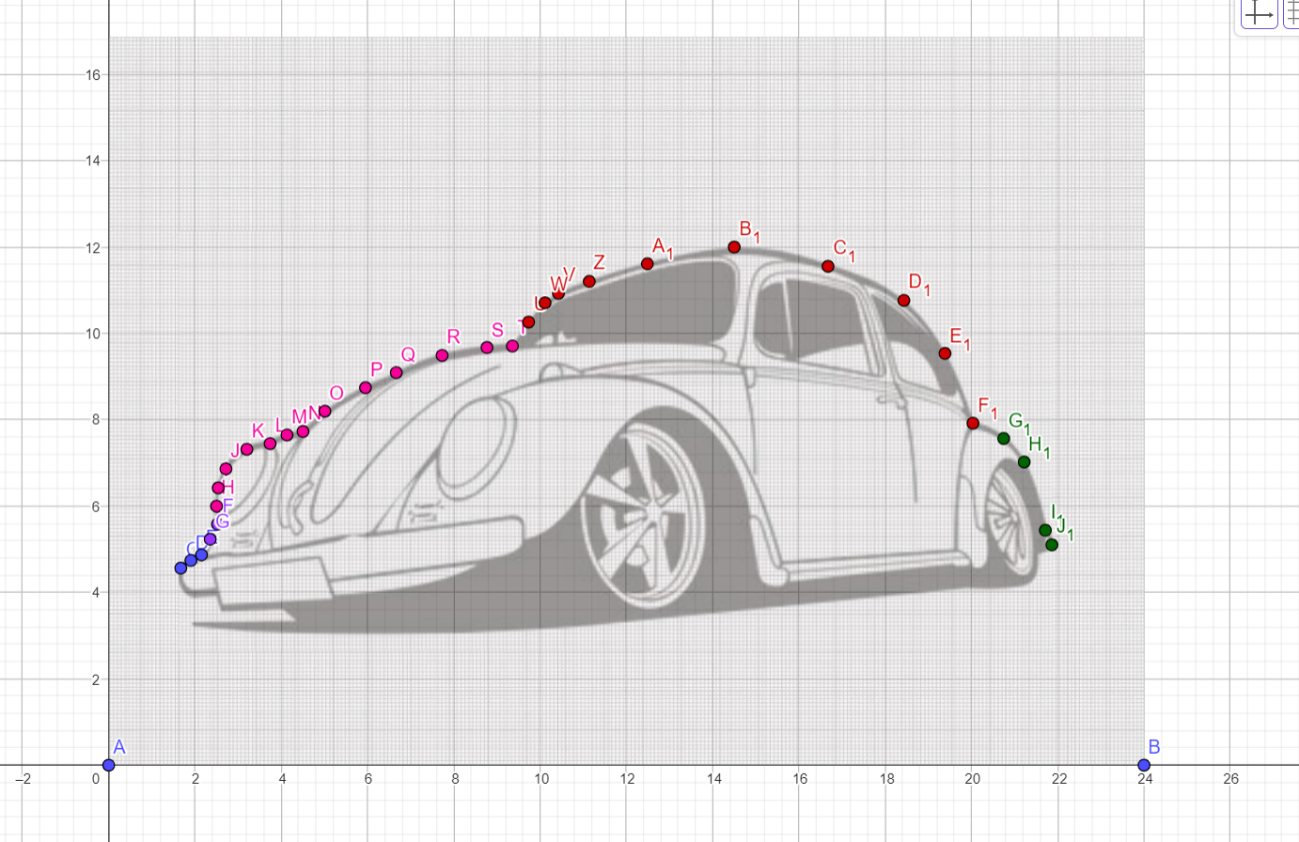 16
14
B₁
12
A₁ C₁
Z
V
W D₁
U
10
S T
R E₁
Q
P
O F₁
8
M N G₁
K L
J H₁
H
6
F
G I₁
J₁
C D E
4
2
A B
−2 0 2 4 6 8 10 12 14 16 18 20 22 24 26